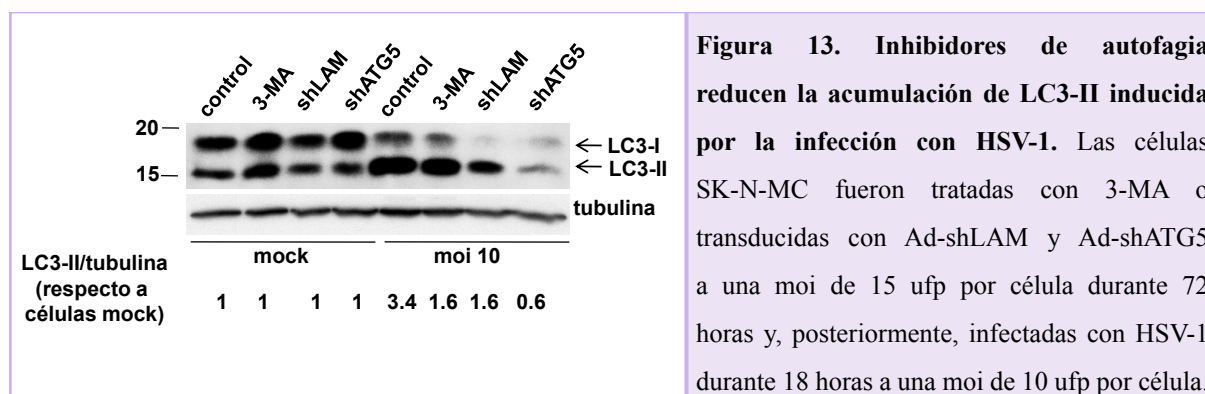 control 3-MA shLAM shATG5 control 3-MA shLAM shATG5
20
← LC3-I
15
← LC3-II
tubulina
mock moi 10
LC3-II/tubulina
(respecto a
células mock)
1 1 1 1 3.4 1.6 1.6 0.6
Figura 13. Inhibidores de autofagia
reducen la acumulación de LC3-II inducida
por la infección con HSV-1. Las células
SK-N-MC fueron tratadas con 3-MA o
transducidas con Ad-shLAM y Ad-shATG5
a una moi de 15 ufp por célula durante 72
horas y, posteriormente, infectadas con HSV-1
durante 18 horas a una moi de 10 ufp por célula.